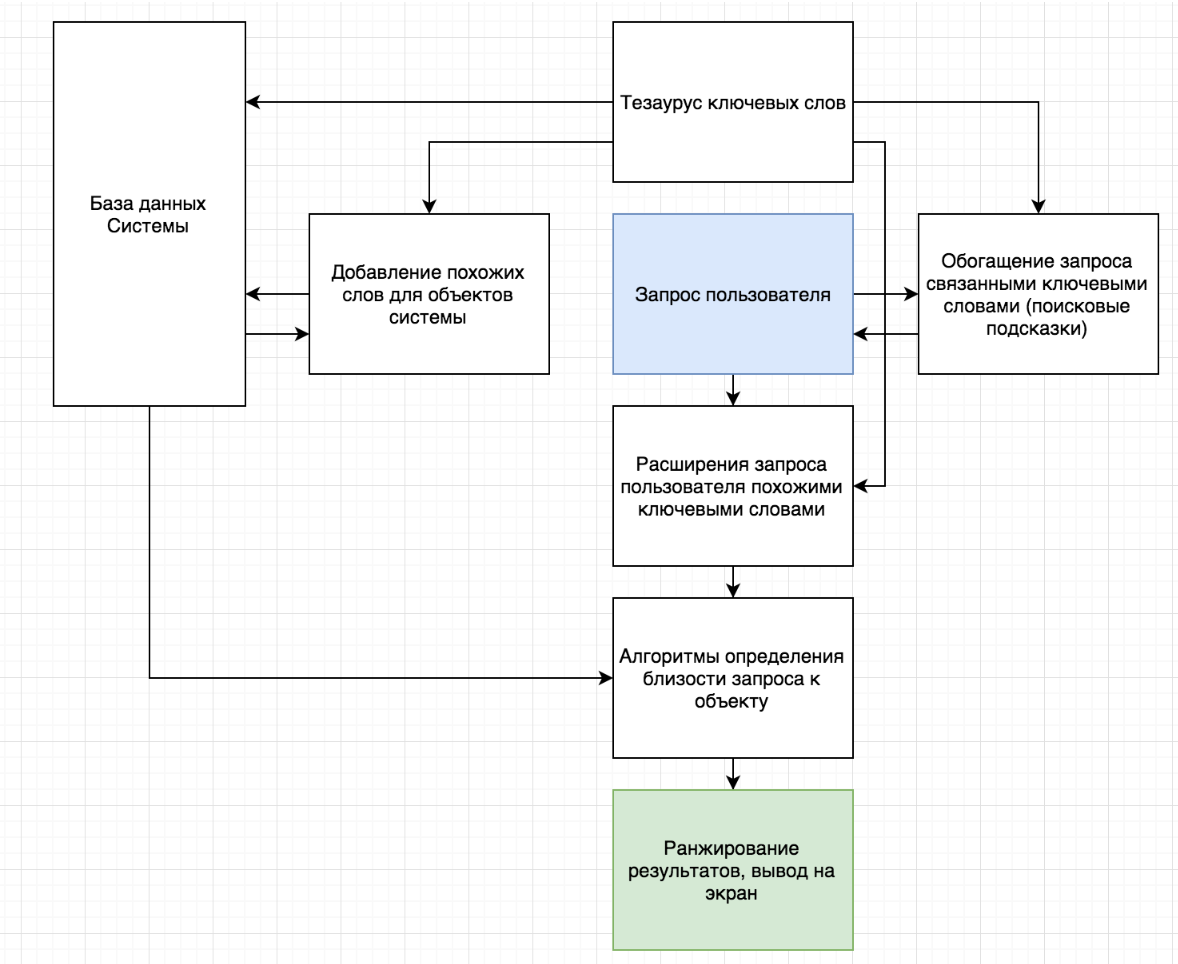 Тезаурус ключевых слов
База данных
Системы
Добавление похожих
слов для объектов
системы
Запрос пользователя
Обогащение запроса
связанными ключевыми
словами (поисковые
подсказки)
Расширения запроса
пользователя похожими
ключевыми словами
Алгоритмы определения
близости запроса к
объекту
Ранжирование
результатов, вывод на
экран